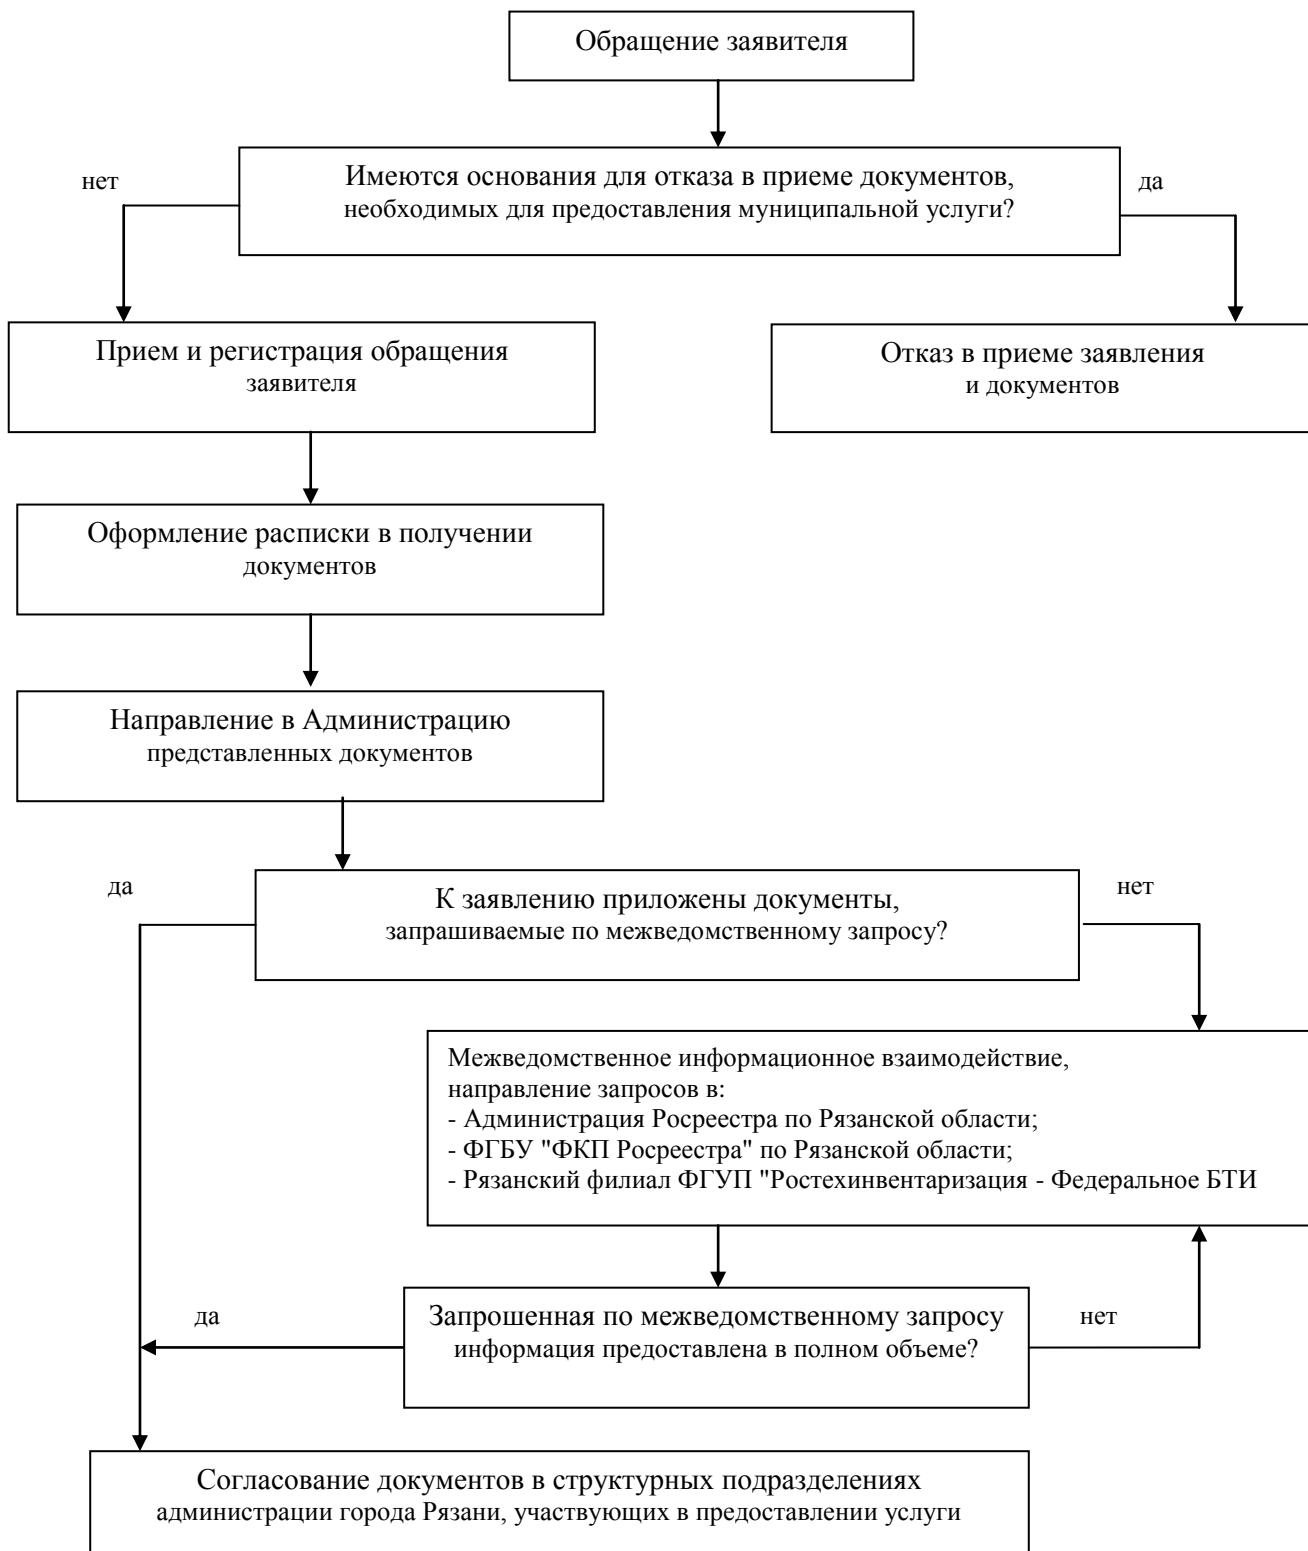 Обращение заявителя
нет
Имеются основания для отказа в приеме документов,
необходимых для предоставления муниципальной услуги?
да
Прием и регистрация обращения
заявителя
Отказ в приеме заявления
и документов
Оформление расписки в получении
документов
Направление в Администрацию
представленных документов
да
К заявлению приложены документы,
запрашиваемые по межведомственному запросу?
нет
Межведомственное информационное взаимодействие,
направление запросов в:
- Администрация Росреестра по Рязанской области;
- ФГБУ "ФКП Росреестра" по Рязанской области;
- Рязанский филиал ФГУП "Ростехинвентаризация - Федеральное БТИ
да
Запрошенная по межведомственному запросу
информация предоставлена в полном объеме?
нет
Согласование документов в структурных подразделениях
администрации города Рязани, участвующих в предоставлении услуги